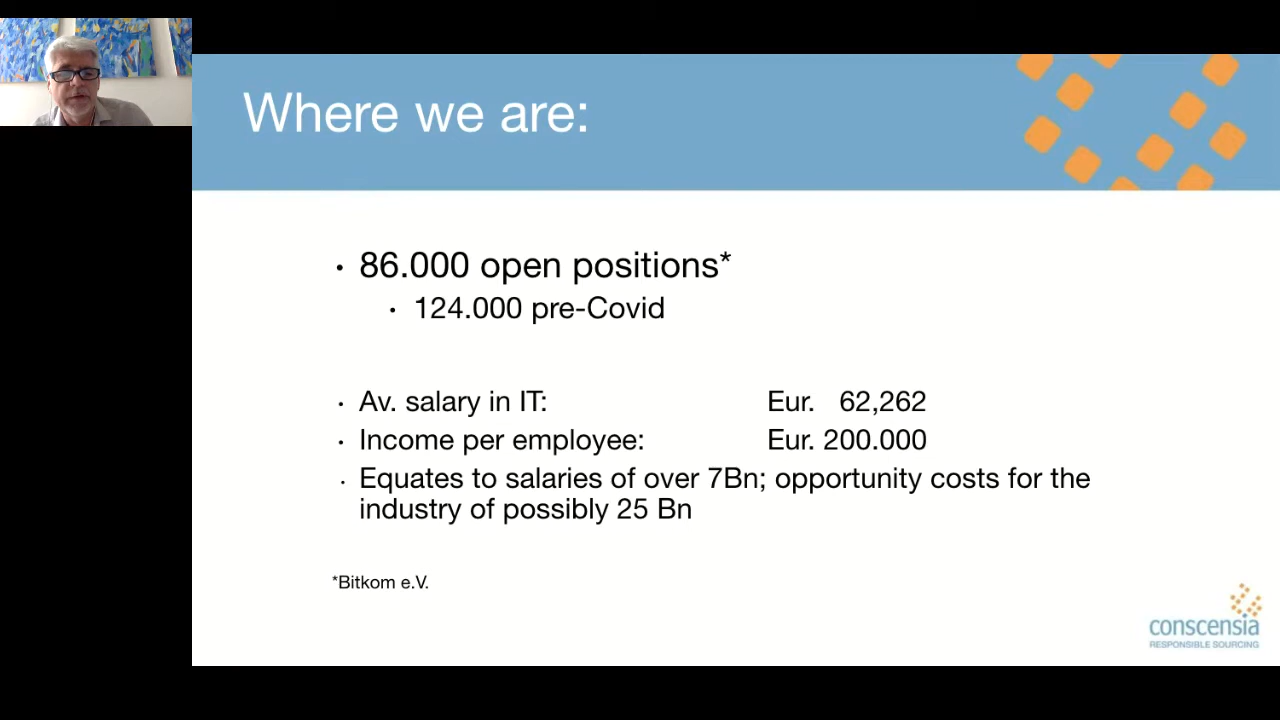 Where we are:
86.000 open positions*
124.000 pre-Covid
Av. salary in IT: Eur. 62,262
Income per employee: Eur. 200.000
Equates to salaries of over 7Bn; opportunity costs for the
industry of possibly 25 Bn
*Bitkom e.V.
conscensia
RESPONSIBLE SOURCING